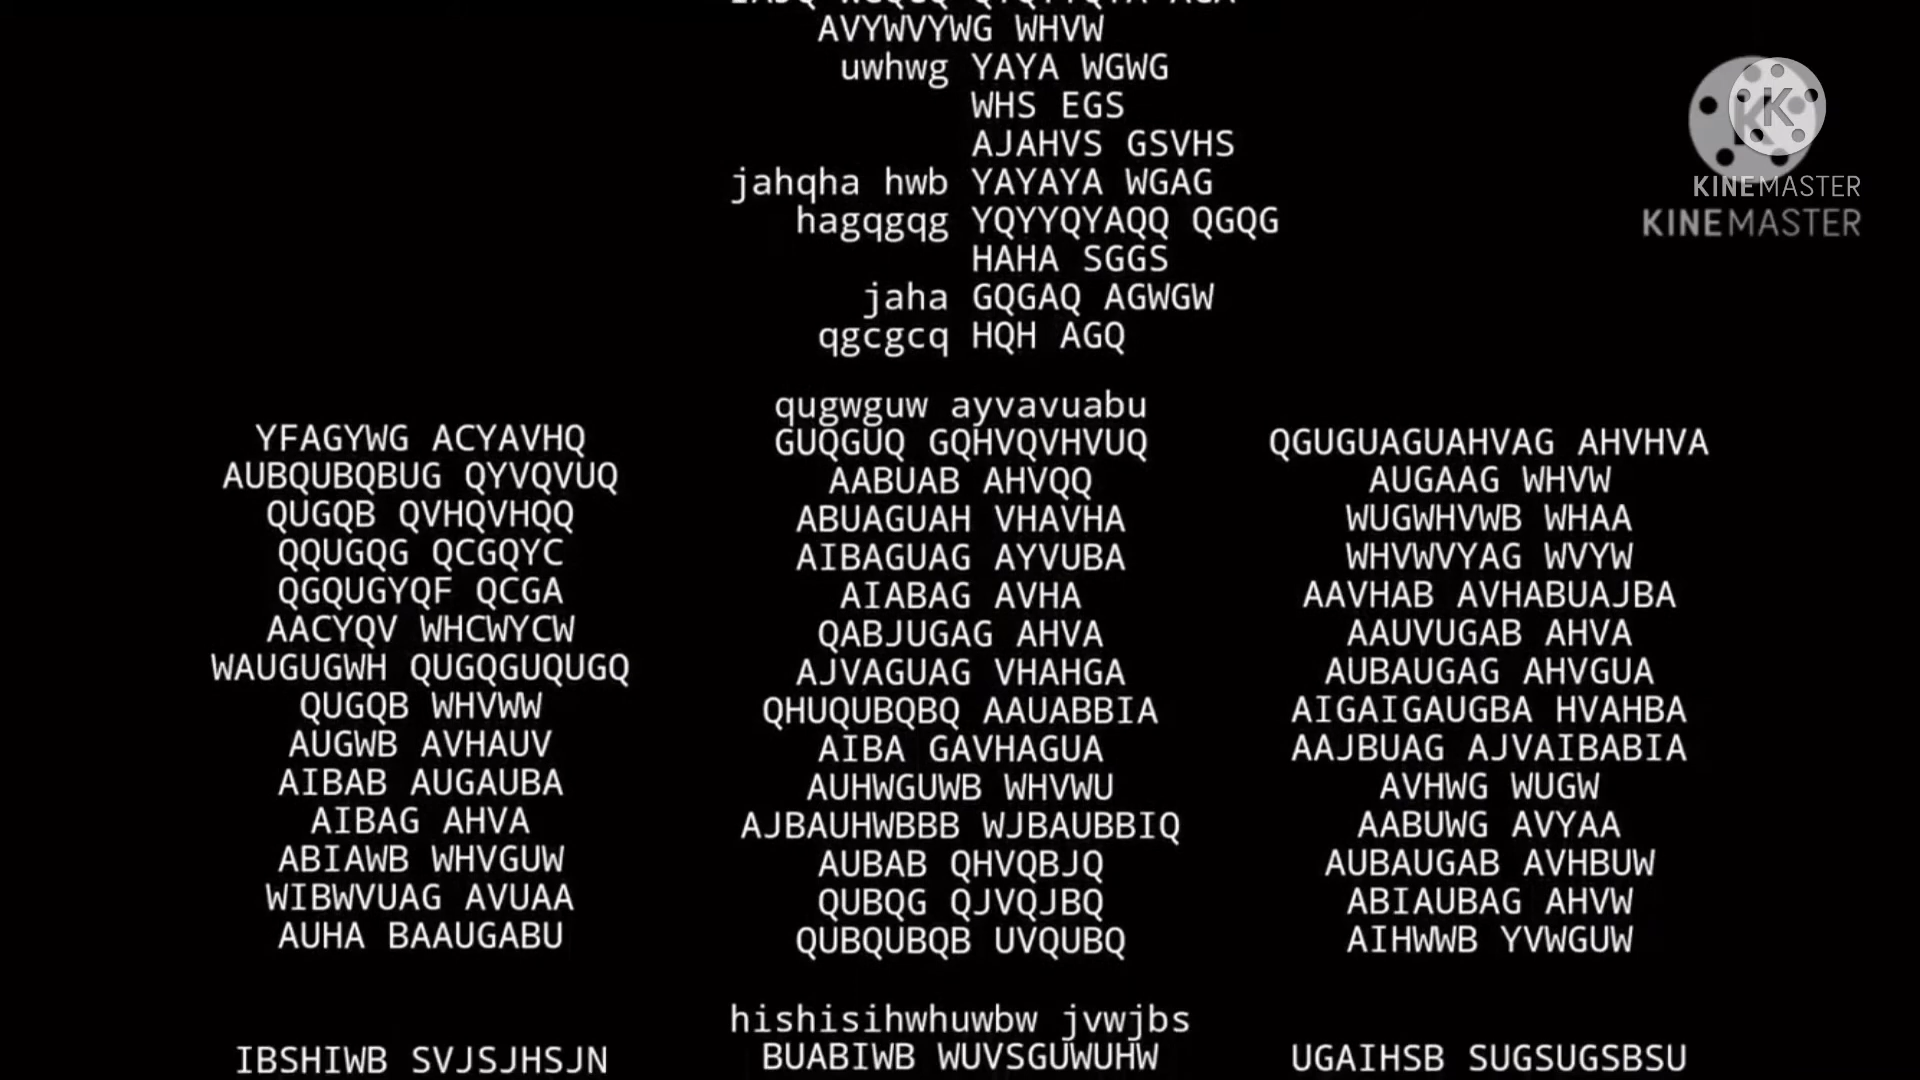 AVYWVYWG WHVW
uwhwg YAYA WGWG
WHS EGS
AJAHVS GSVHS
jahqha hwb YAYAYA WGAG
hagqgqg YQYYQYAQQ QGQG
HAHA SGGS
jaha GQGAQ AGWGW
qgcgcq HQH AGQ
KINEMASTER
KINEMASTER
qugwguw ayvavuabu
YFAGYWG ACYAVHQ
AUBQUBQBUG QYVQVUQ
QUGQB QVHQVHQQ
QQUGQG QCGQYC
QGQUGYQF QCGA
AACYQV WHCWYCW
WAUGUGWH QUGQGUQUGQ
QUGQB WHVWW
AUGWB AVHAUV
AIBAB AUGAUBA
AIBAG AHVA
ABIAWB WHVGUW
WIBWVUAG AVUAA
AUHA BAAUGABU
GUQGUQ GQHVQVHVUQ
AABUAB AHVQQ
ABUAGUAH VHAVHA
AIBAGUAG AYVUBA
AIABAG AVHA
QABJUGAG AHVA
AJVAGUAG VHAHGA
QHUQUBQBQ AAUABBIA
AIBA GAVHAGUA
AUHWGUWB WHVWU
AJBAUHWBBB WJBAUBBIQ
AUBAB QHVQBJQ
QUBQG QJVQJBQ
QUBQUBQB UVQUBQ
QGUGUAGUAHVAG AHVHVA
AUGAAG WHVW
WUGWHVWB WHAA
WHVWVYAG WVYW
AAVHAB AVHABUAJBA
AAUVUGAB AHVA
AUBAUGAG AHVGUA
AIGAIGAUGBA HVAHBA
AAJBUAG AJVAIBABIA
AVHWG WUGW
AABUWG AVYAA
AUBAUGAB AVHBUW
ABIAUBAG AHVW
AIHWWB YVWGUW
hishisihwhuwbw jvwjbs
IBSHIWB SVJSJHSJN
BUABIWB WUVSGUWUHW
UGAIHSB SUGSUGSBSU